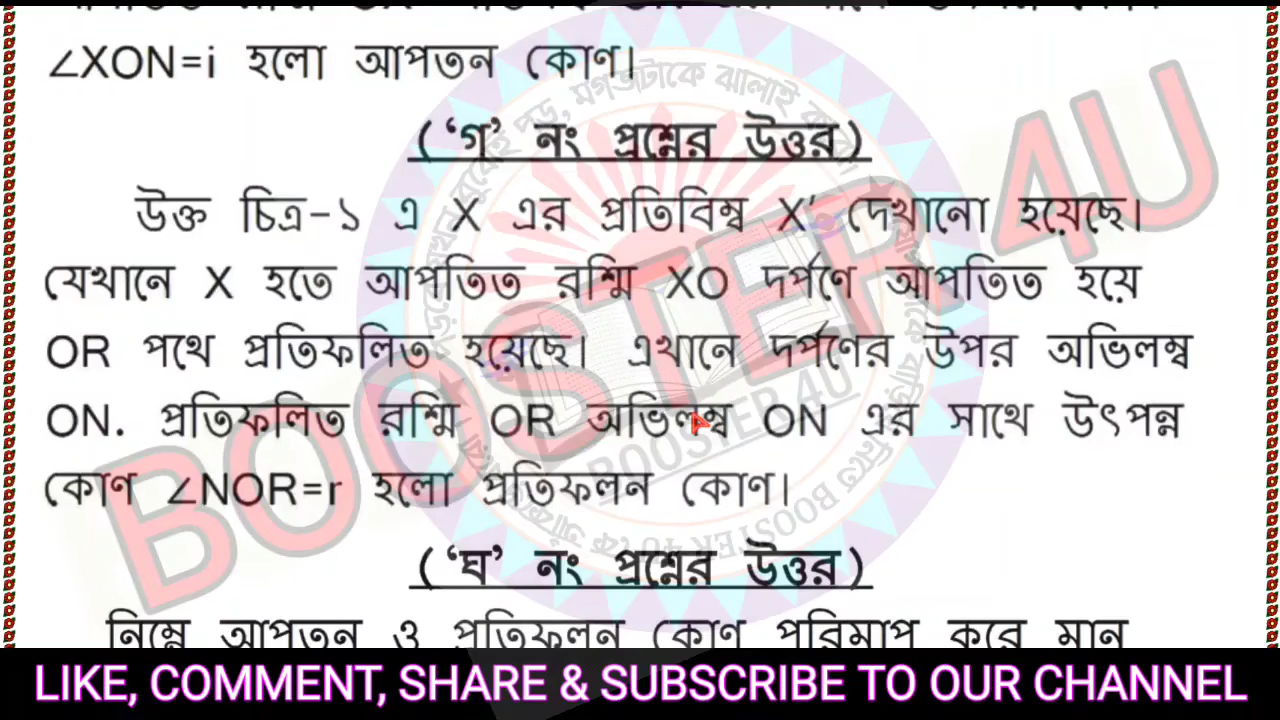 ∠XON=i হলো আপতন কোণ।
('গ' নং প্রশ্নের উত্তর)
উক্ত চিত্র-১ এ X এর প্রতিবিম্ব X′ দেখানো হয়েছে।
যেখানে X হতে আপতিত রশ্মি XO দর্পণে আপতিত হয়ে
OR পথে প্রতিফলিত হয়েছে। এখানে দর্পণের উপর অভিলম্ব
ON. প্রতিফলিত রশ্মি OR অভিলম্ব ON এর সাথে উৎপন্ন
কোণ ∠NOR=r হলো প্রতিফলন কোণ।
('ঘ' নং প্রশ্নের উত্তর)
নিম্নে আপতন ও প্রতিফলন কোণ পরিমাপ করে মান
BOOSTER 4U
BOOSTER 4U
LIKE, COMMENT, SHARE & SUBSCRIBE TO OUR CHANNEL